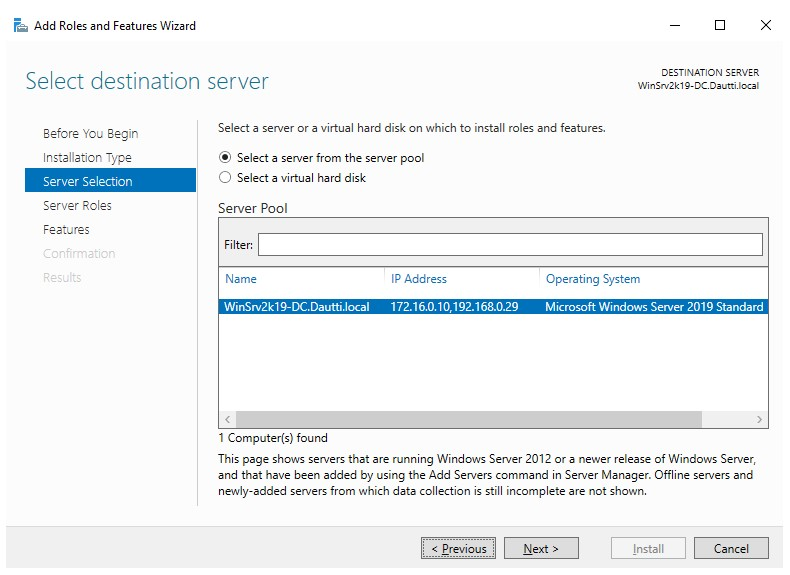 Add Roles and Features Wizard
Select destination server
DESTINATION SERVER
WinSrv2k19-DC.Dautti.local
Before You Begin
Installation Type
Server Selection
Server Roles
Features
Confirmation
Results
Select a server or a virtual hard disk on which to install roles and features.
Select a server from the server pool
Select a virtual hard disk
Server Pool
Filter:
Name IP Address Operating System
WinSrv2k19-DC.Dautti.local 172.16.0.10,192.168.0.29 Microsoft Windows Server 2019 Standard
1 Computer(s) found
This page shows servers that are running Windows Server 2012 or a newer release of Windows Server,
and that have been added by using the Add Servers command in Server Manager. Offline servers and
newly-added servers from which data collection is still incomplete are not shown.
< Previous Next > Install Cancel